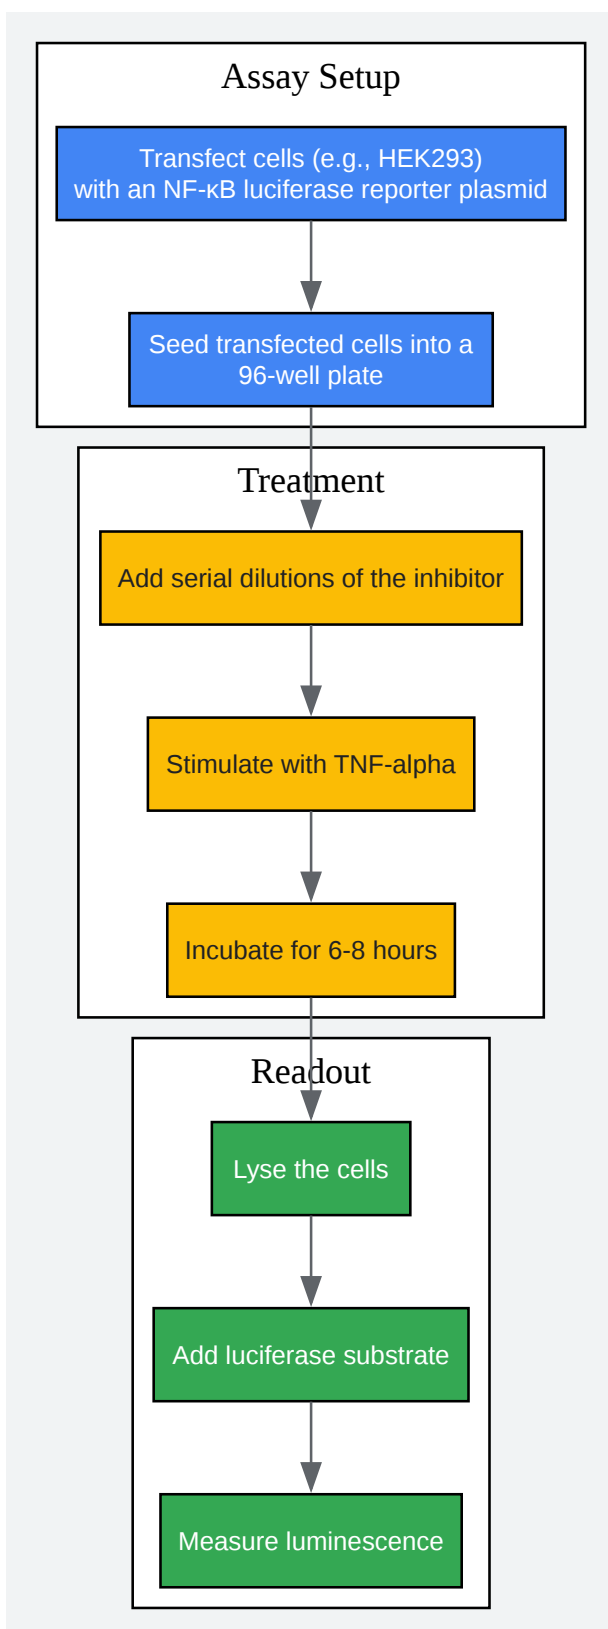 Assay Setup
Transfect cells (e.g., HEK293)
with an NF-κB luciferase reporter plasmid
Seed transfected cells into a
96-well plate
Treatment
Add serial dilutions of the inhibitor
Stimulate with TNF-alpha
Incubate for 6-8 hours
Readout
Lyse the cells
Add luciferase substrate
Measure luminescence